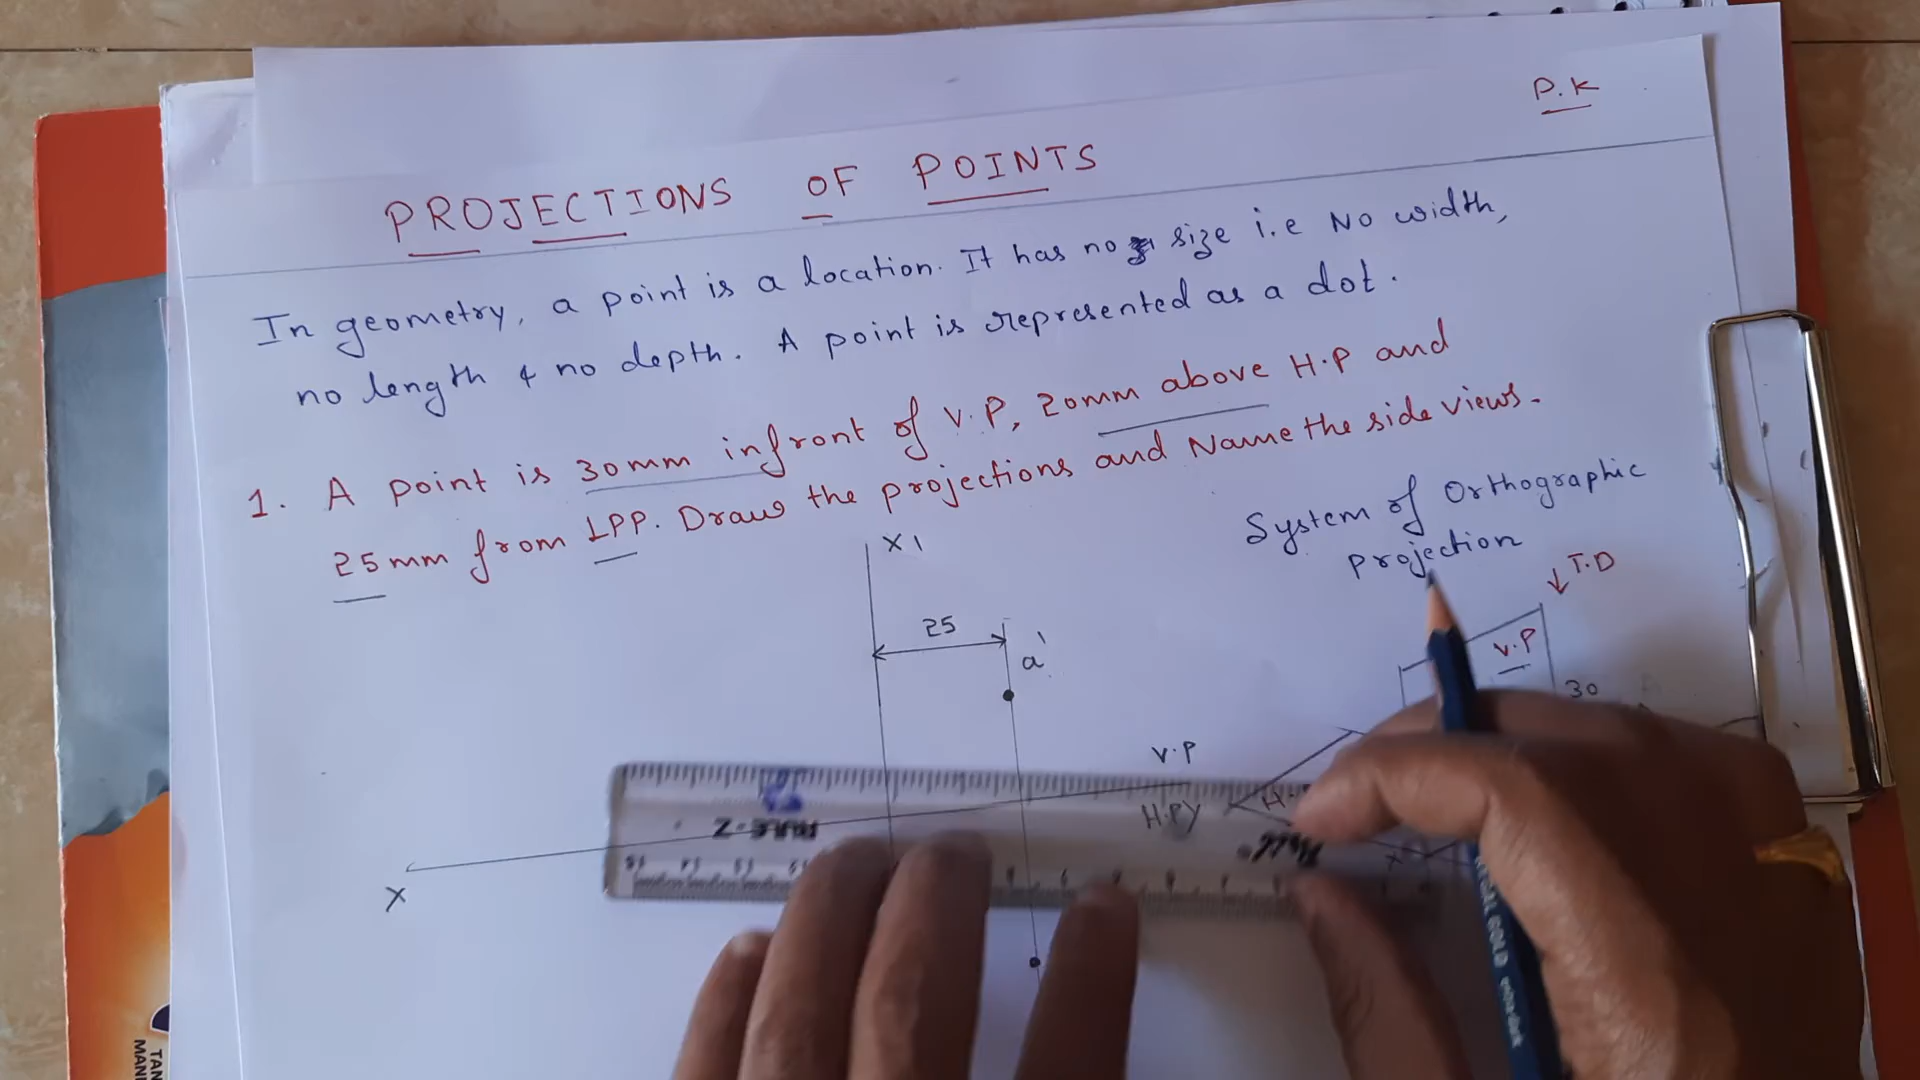 P.K
PROJECTIONS OF POINTS
In geometry, a point is a location. It has no size i.e No width,
no length & no depth. A point is represented as a dot.
1. A point is 30mm infront of V.P, 20mm above H.P and
25mm from LPP. Draw the projections and Name the side views.
System of Orthographic
Projection
T.D
X1
25
a'
V.P
30
V.P
H.P Y
X
TAN
MANI